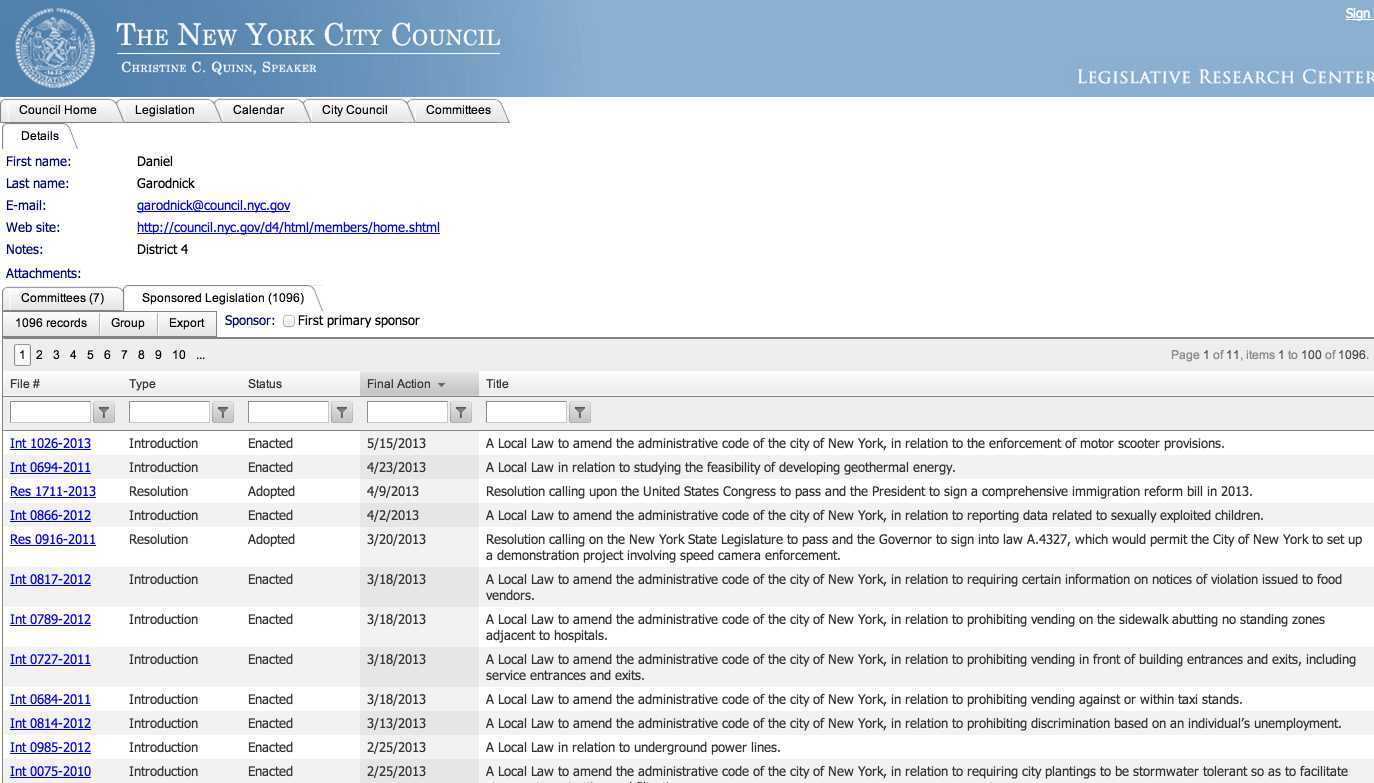 Sign
THE NEW YORK CITY COUNCIL
CHRISTINE C. QUINN, SPEAKER
LEGISLATIVE RESEARCH CENTER
Council Home Legislation Calendar City Council Committees
Details
First name: Daniel
Last name: Garodnick
E-mail: garodnick@council.nyc.gov
Web site: http://council.nyc.gov/d4/html/members/home.shtml
Notes: District 4
Attachments:
Committees (7) Sponsored Legislation (1096)
1096 records Group Export Sponsor: First primary sponsor
1 2 3 4 5 6 7 8 9 10 ... Page 1 of 11, items 1 to 100 of 1096.
File # Type Status Final Action Title
Int 1026-2013 Introduction Enacted 5/15/2013 A Local Law to amend the administrative code of the city of New York, in relation to the enforcement of motor scooter provisions.
Int 0694-2011 Introduction Enacted 4/23/2013 A Local Law in relation to studying the feasibility of developing geothermal energy.
Res 1711-2013 Resolution Adopted 4/9/2013 Resolution calling upon the United States Congress to pass and the President to sign a comprehensive immigration reform bill in 2013.
Int 0866-2012 Introduction Enacted 4/2/2013 A Local Law to amend the administrative code of the city of New York, in relation to reporting data related to sexually exploited children.
Res 0916-2011 Resolution Adopted 3/20/2013 Resolution calling on the New York State Legislature to pass and the Governor to sign into law A.4327, which would permit the City of New York to set up
a demonstration project involving speed camera enforcement.
Int 0817-2012 Introduction Enacted 3/18/2013 A Local Law to amend the administrative code of the city of New York, in relation to requiring certain information on notices of violation issued to food
vendors.
Int 0789-2012 Introduction Enacted 3/18/2013 A Local Law to amend the administrative code of the city of New York, in relation to prohibiting vending on the sidewalk abutting no standing zones
adjacent to hospitals.
Int 0727-2011 Introduction Enacted 3/18/2013 A Local Law to amend the administrative code of the city of New York, in relation to prohibiting vending in front of building entrances and exits, including
service entrances and exits.
Int 0684-2011 Introduction Enacted 3/18/2013 A Local Law to amend the administrative code of the city of New York, in relation to prohibiting vending against or within taxi stands.
Int 0814-2012 Introduction Enacted 3/13/2013 A Local Law to amend the administrative code of the city of New York, in relation to prohibiting discrimination based on an individual's unemployment.
Int 0985-2012 Introduction Enacted 2/25/2013 A Local Law in relation to underground power lines.
Int 0075-2010 Introduction Enacted 2/25/2013 A Local Law to amend the administrative code of the city of New York, in relation to requiring city plantings to be stormwater tolerant so as to facilitate